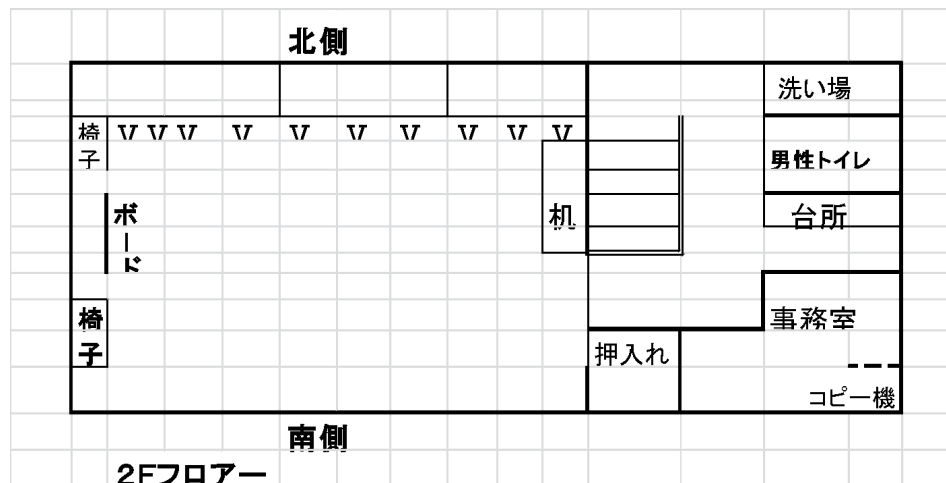 北側
洗い場
椅子
V V V V V V V V V V
男性トイレ
ボード
机
台所
椅子
事務室
押入れ
コピー機
南側
2Fフロアー